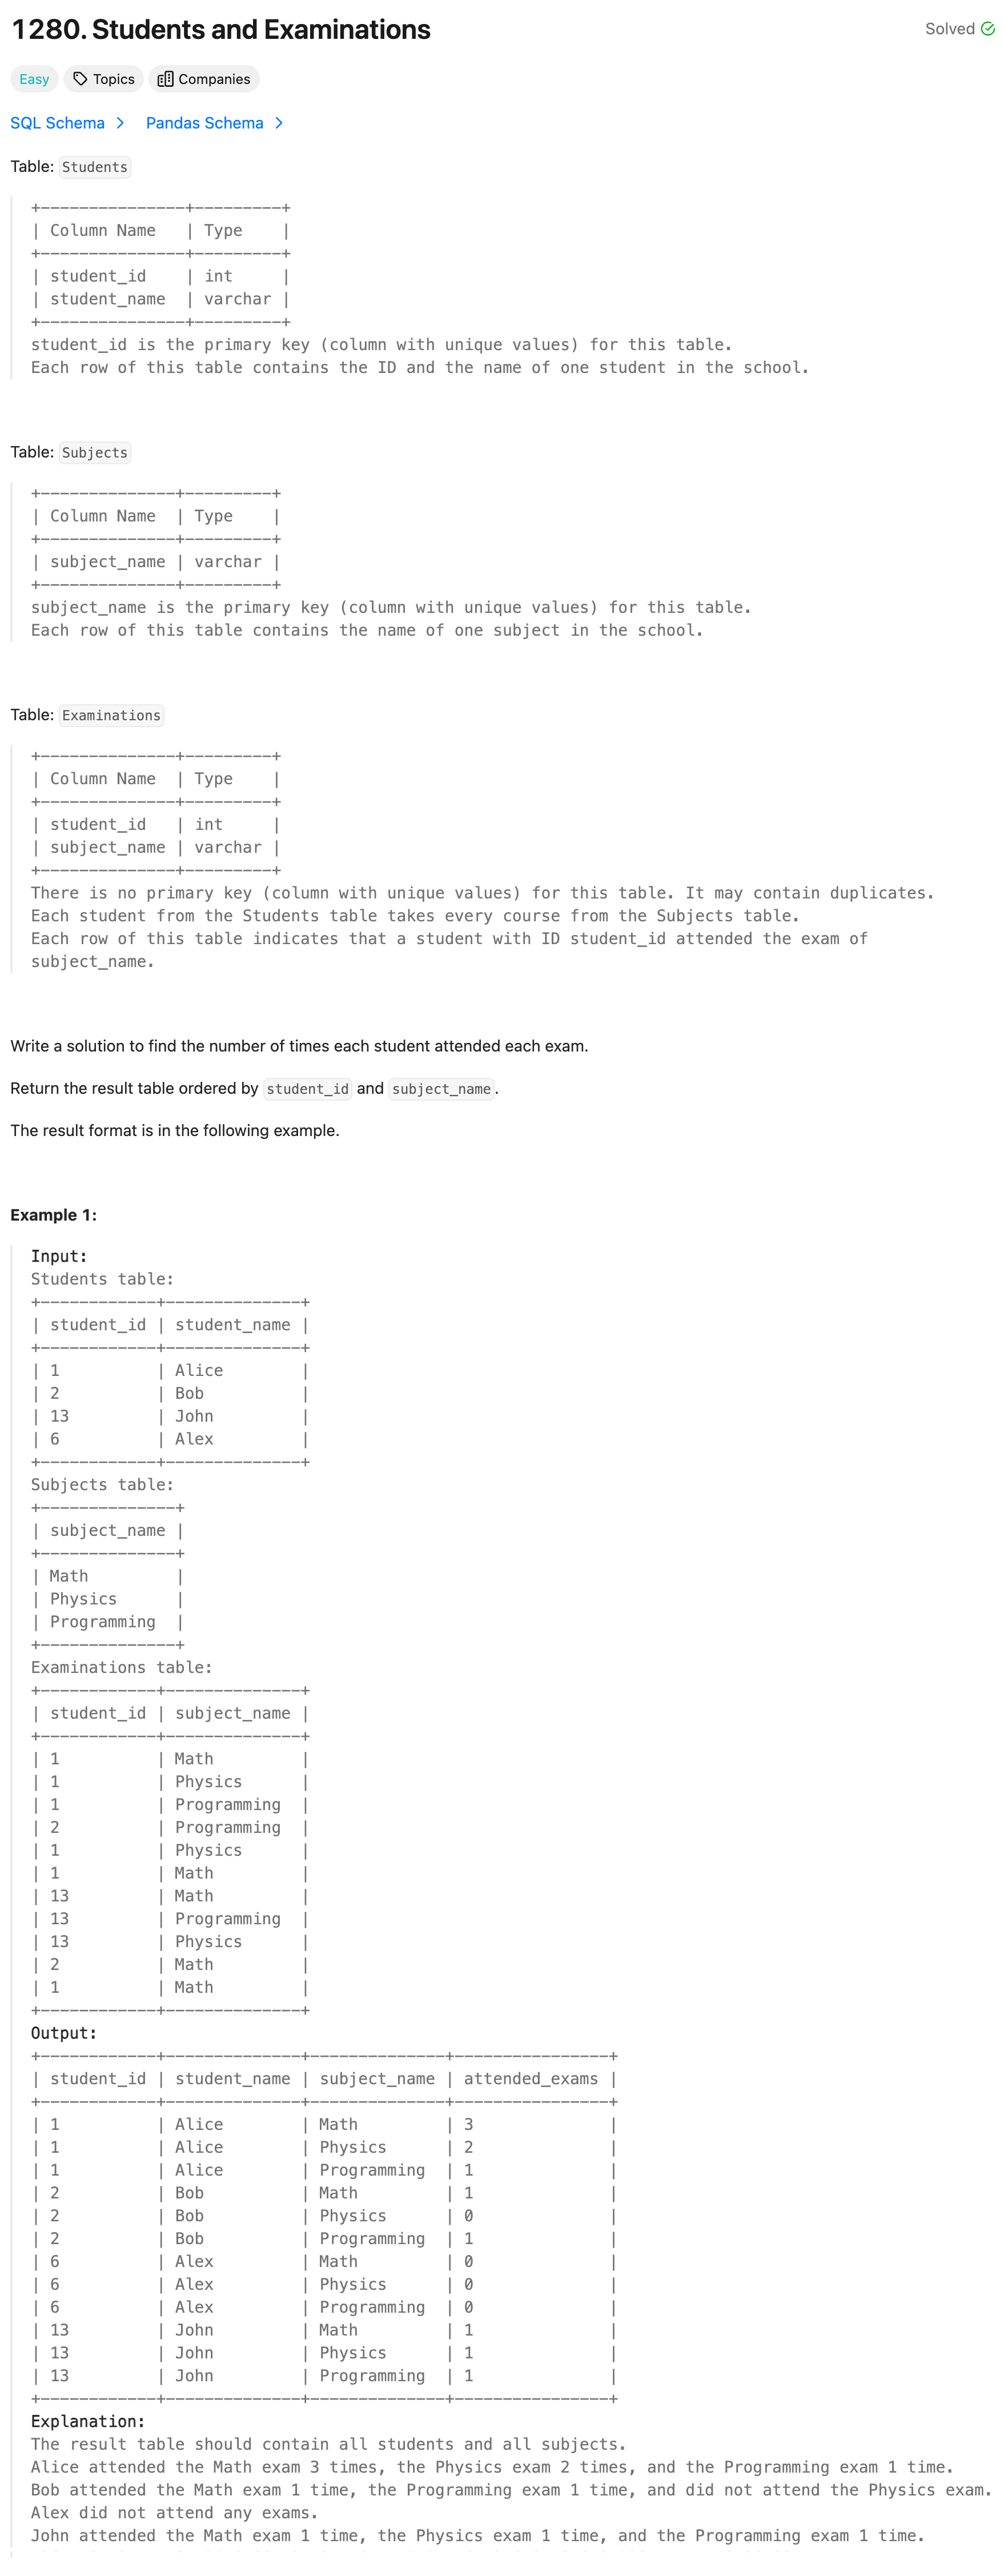 1280. Students and Examinations
Solved
Easy
Topics
Companies
SQL Schema
Pandas Schema
Table: Students
+---------------+---------+
| Column Name   | Type    |
+---------------+---------+
| student_id    | int     |
| student_name  | varchar |
+---------------+---------+
student_id is the primary key (column with unique values) for this table.
Each row of this table contains the ID and the name of one student in the school.
Table: Subjects
+--------------+---------+
| Column Name  | Type    |
+--------------+---------+
| subject_name | varchar |
+--------------+---------+
subject_name is the primary key (column with unique values) for this table.
Each row of this table contains the name of one subject in the school.
Table: Examinations
+--------------+---------+
| Column Name  | Type    |
+--------------+---------+
| student_id   | int     |
| subject_name | varchar |
+--------------+---------+
There is no primary key (column with unique values) for this table. It may contain duplicates.
Each student from the Students table takes every course from the Subjects table.
Each row of this table indicates that a student with ID student_id attended the exam of
subject_name.
Write a solution to find the number of times each student attended each exam.
Return the result table ordered by student_id and subject_name.
The result format is in the following example.
Example 1:
Input:
Students table:
+------------+--------------+
| student_id | student_name |
+------------+--------------+
| 1          | Alice        |
| 2          | Bob          |
| 13         | John         |
| 6          | Alex         |
+------------+--------------+
Subjects table:
+--------------+
| subject_name |
+--------------+
| Math         |
| Physics      |
| Programming  |
+--------------+
Examinations table:
+------------+--------------+
| student_id | subject_name |
+------------+--------------+
| 1          | Math         |
| 1          | Physics      |
| 1          | Programming  |
| 2          | Programming  |
| 1          | Physics      |
| 1          | Math         |
| 13         | Math         |
| 13         | Programming  |
| 13         | Physics      |
| 2          | Math         |
| 1          | Math         |
+------------+--------------+
Output:
+------------+--------------+--------------+----------------+
| student_id | student_name | subject_name | attended_exams |
+------------+--------------+--------------+----------------+
| 1          | Alice        | Math         | 3              |
| 1          | Alice        | Physics      | 2              |
| 1          | Alice        | Programming  | 1              |
| 2          | Bob          | Math         | 1              |
| 2          | Bob          | Physics      | 0              |
| 2          | Bob          | Programming  | 1              |
| 6          | Alex         | Math         | 0              |
| 6          | Alex         | Physics      | 0              |
| 6          | Alex         | Programming  | 0              |
| 13         | John         | Math         | 1              |
| 13         | John         | Physics      | 1              |
| 13         | John         | Programming  | 1              |
+------------+--------------+--------------+----------------+
Explanation:
The result table should contain all students and all subjects.
Alice attended the Math exam 3 times, the Physics exam 2 times, and the Programming exam 1 time.
Bob attended the Math exam 1 time, the Programming exam 1 time, and did not attend the Physics exam.
Alex did not attend any exams.
John attended the Math exam 1 time, the Physics exam 1 time, and the Programming exam 1 time.